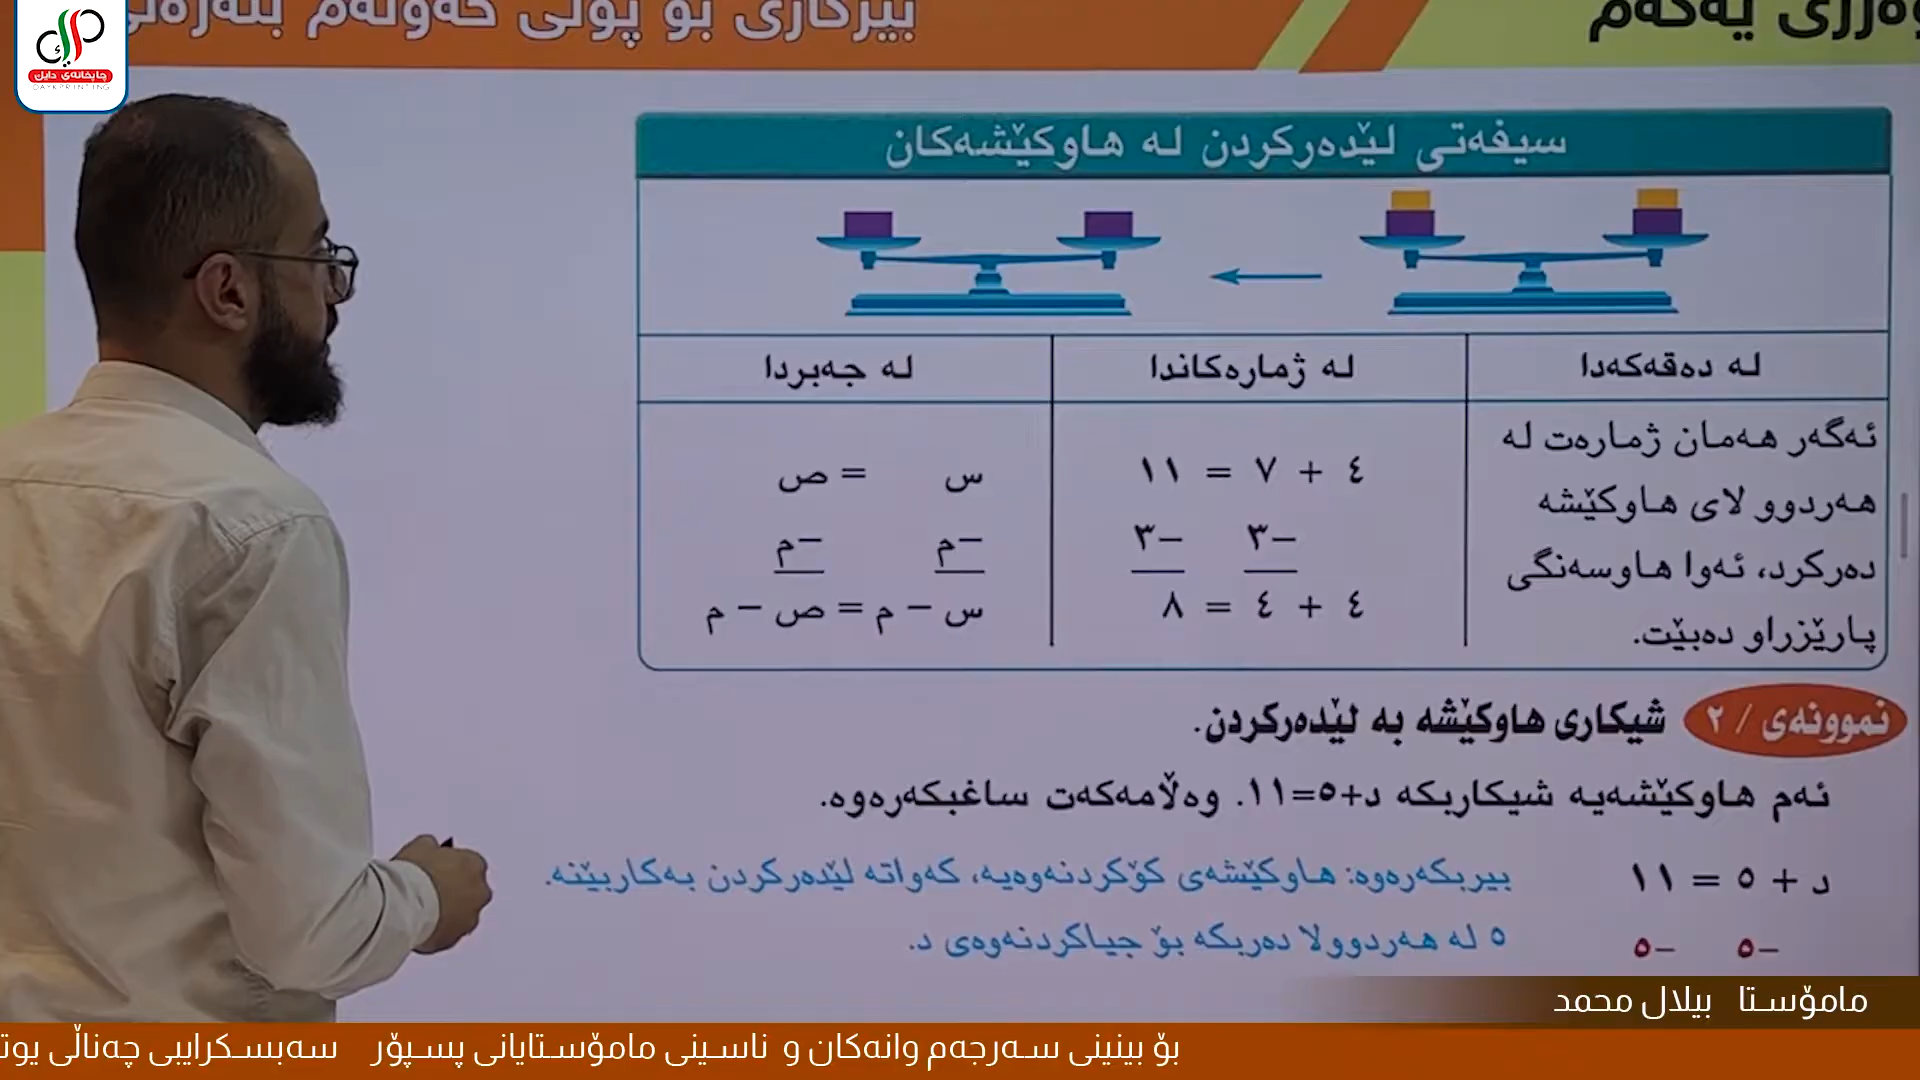 وەرزی یەکەم
بیرکاری بۆ پۆلی حەوتەم بنەڕەتی
چاپخانەی دایك
DAYK PRINTING
سیفەتی لێدەرکردن لە هاوکێشەکان
لە دەقەکەدا
لە ژمارەکاندا
لە جەبردا
ئەگەر هەمان ژمارەت لە
هەردوو لای هاوکێشە
دەرکرد، ئەوا هاوسەنگی
پارێزراو دەبێت.
٤ + ٧ = ١١
–٣ –٣
٤ + ٤ = ٨
س = ص
–م –م
س – م = ص – م
نموونەی / ٢ شیکاری هاوکێشە بە لێدەرکردن.
ئەم هاوکێشەیە شیکاربکە د+٥=١١. وەڵامەکەت ساغبکەرەوە.
د + ٥ = ١١ بیربکەرەوە: هاوکێشەی کۆکردنەوەیە، کەواتە لێدەرکردن بەکاربێنە.
–٥ –٥ ٥ لە هەردوولا دەربکە بۆ جیاکردنەوەی د.
مامۆستا بیلال محمد
بۆ بینینی سەرجەم وانەکان و ناسینی مامۆستایانی پسپۆر سەبسکرایبی چەناڵی یوت